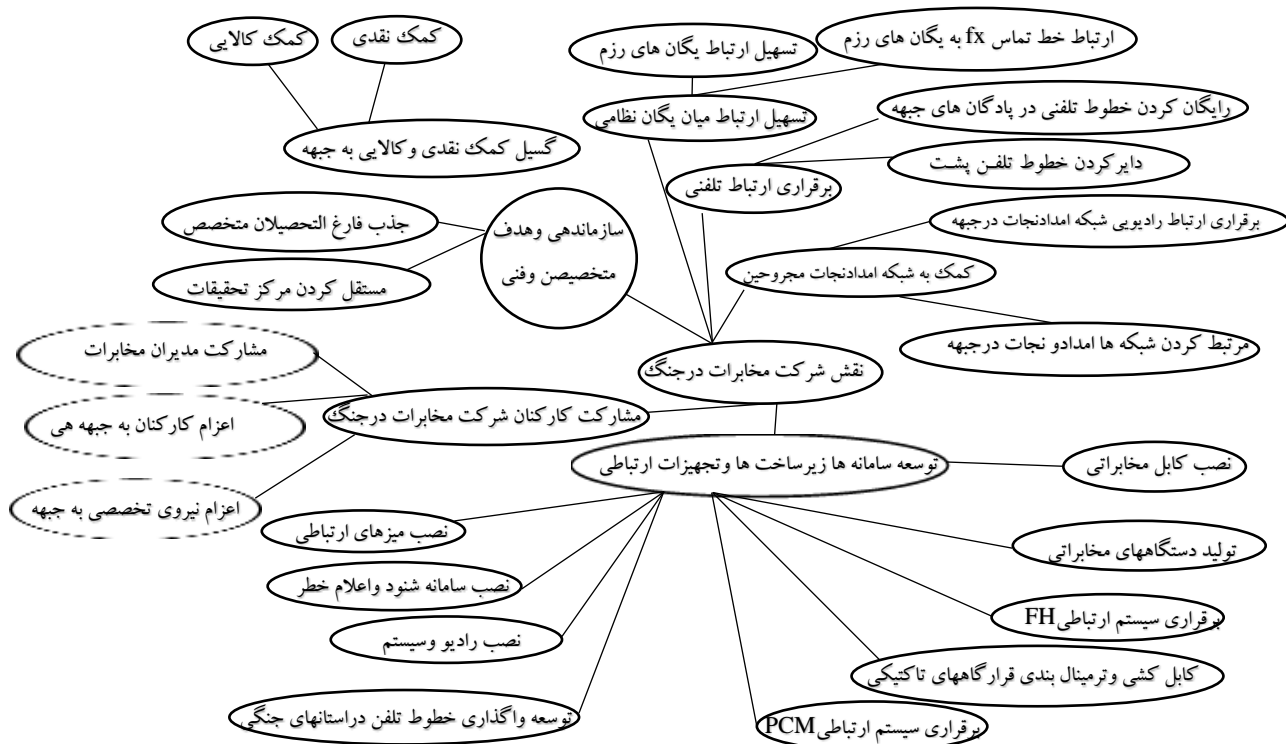 ارتباط خط تماس fx به یگان های رزم
تسهیل ارتباط یگان های رزم
کمک نقدی
کمک کالایی
رایگان کردن خطوط تلفنی در پادگان های جبهه
تسهیل ارتباط میان یگان نظامی
گسیل کمک نقدی وکالایی به جبهه
دایرکردن خطوط تلفـن پشـت
برقراری ارتباط تلفنی
برقراری ارتباط رادیویی شبکه امدادنجات درجبهه
جذب فارغ التحصیلان متخصص
سازماندهی وهدف
متخصیصن وفنی
کمک به شبکه امدادنجات مجروحین
مستقل کردن مرکز تحقیقات
مرتبط کردن شبکه ها امدادو نجات درجبهه
مشارکت مدیران مخابرات
نقش شرکت مخابرات درجنگ
مشارکت کارکنان شرکت مخابرات درجنگ
اعزام کارکنان به جبهه هی
توسعه سامانه ها زیرساخت ها وتجهیزات ارتباطی
نصب کابل مخابراتی
اعزام نیروی تخصصی به جبهه
نصب میزهای ارتباطی
تولید دستگاههای مخابراتی
نصب سامانه شنود واعلام خطر
برقراری سیستم ارتباطیFH
نصب رادیو وسیستم
کابل کشی وترمینال بندی قرارگاههای تاکتیکی
توسعه واگذاری خطوط تلفن دراستانهای جنگی
برقراری سیستم ارتباطیPCM